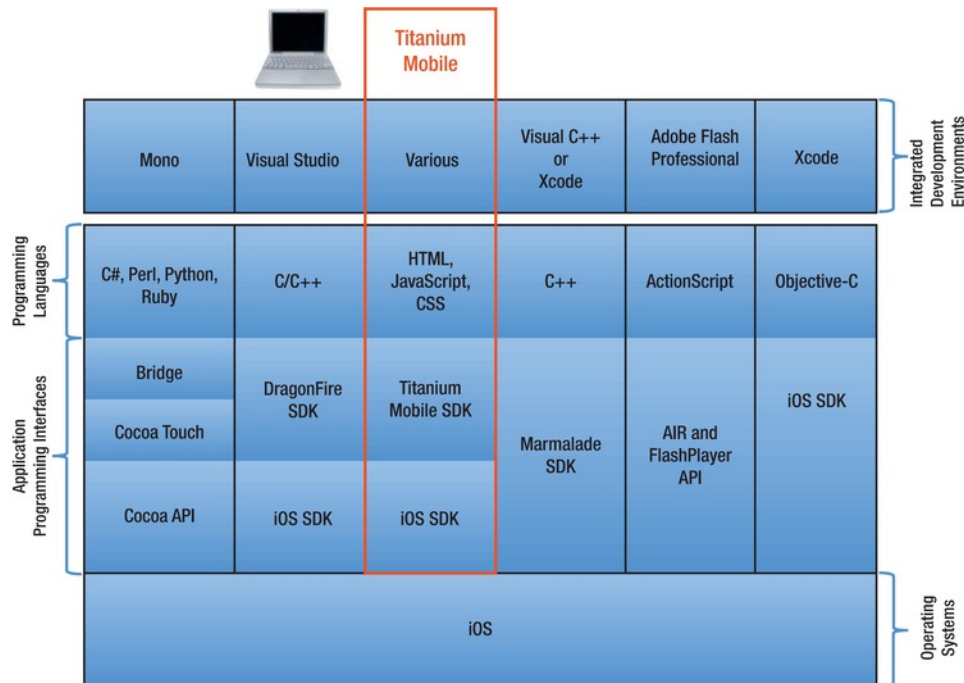 Titanium
Mobile
Mono
Visual Studio
Various
Visual C++
or
Xcode
Adobe Flash
Professional
Xcode
Integrated
Development
Environments
Programming
Languages
C#, Perl, Python,
Ruby
C/C++
HTML,
JavaScript,
CSS
C++
ActionScript
Objective-C
Application
Programming Interfaces
Bridge
Cocoa Touch
Cocoa API
DragonFire
SDK
iOS SDK
Titanium
Mobile SDK
iOS SDK
Marmalade
SDK
AIR and
FlashPlayer
API
iOS SDK
iOS
Operating
Systems